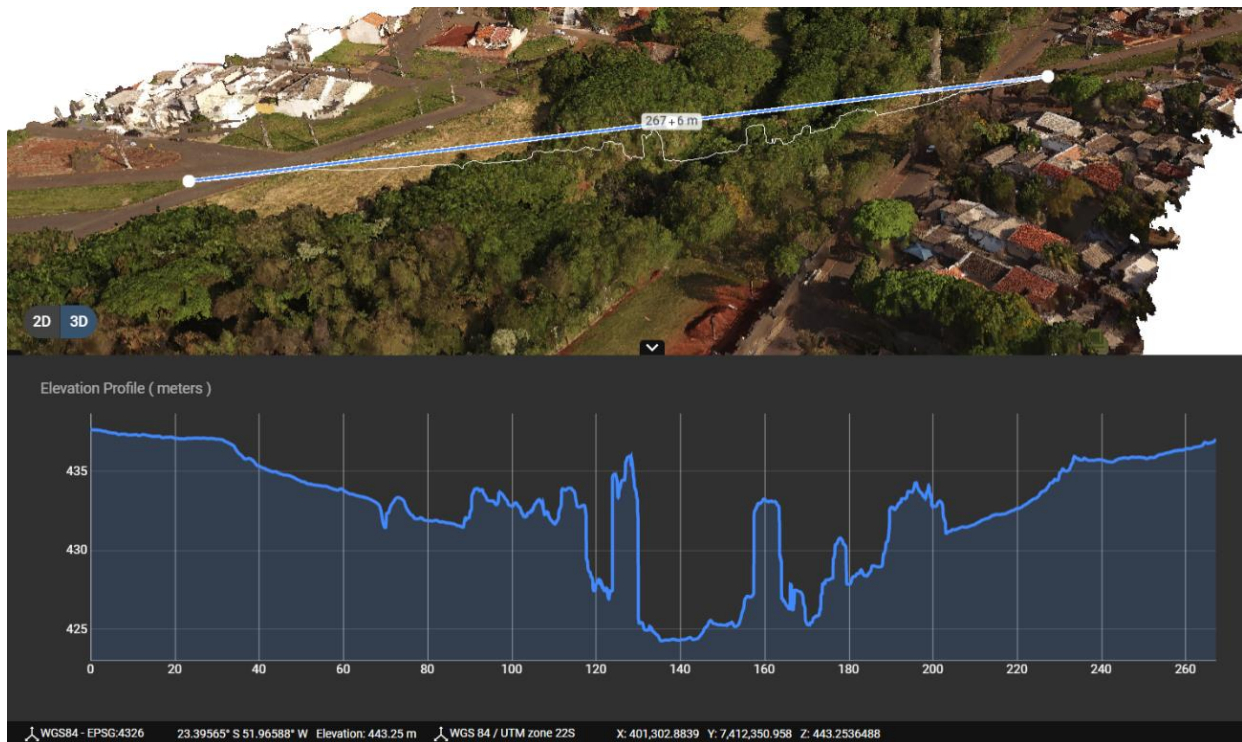 267 ± 6 m
2D 3D
Elevation Profile ( meters )
435
430
425
0 20 40 60 80 100 120 140 160 180 200 220 240 260
WGS84 - EPSG:4326 23.39565° S 51.96588° W Elevation: 443.25 m WGS 84 / UTM zone 22S X: 401,302.8839 Y: 7,412,350.958 Z: 443.2536488